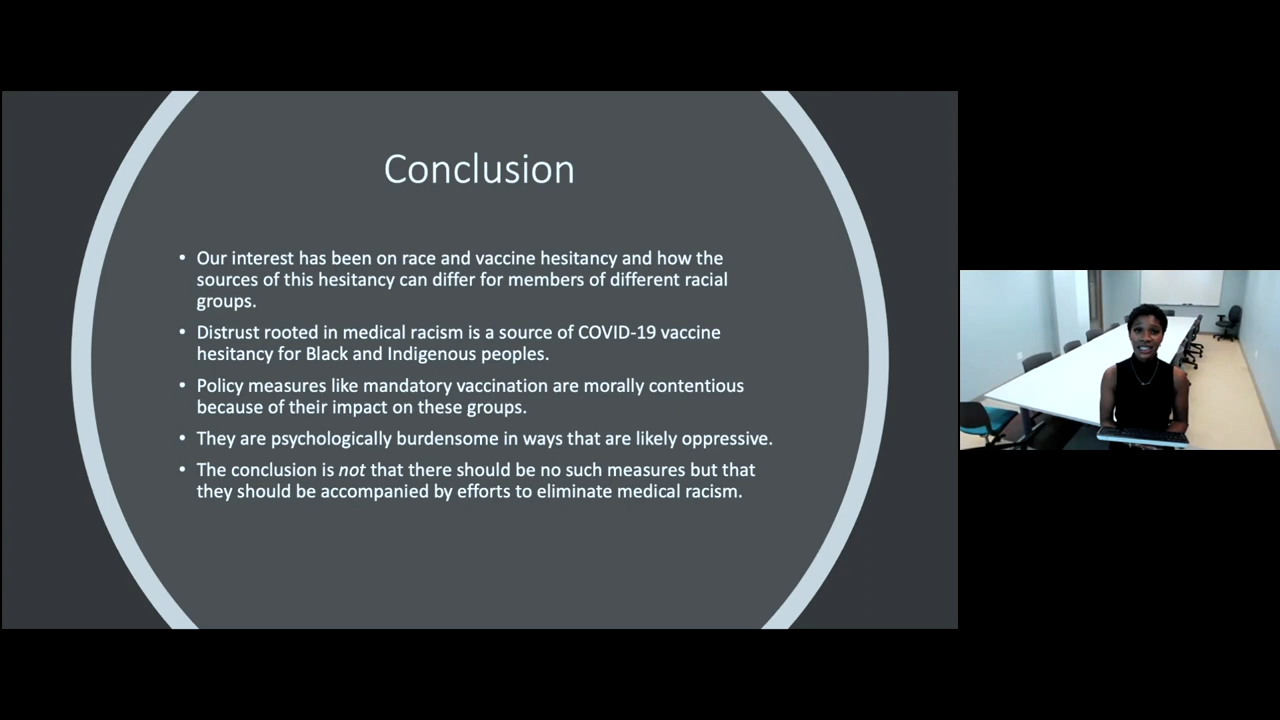 Conclusion
• Our interest has been on race and vaccine hesitancy and how the
sources of this hesitancy can differ for members of different racial
groups.
• Distrust rooted in medical racism is a source of COVID-19 vaccine
hesitancy for Black and Indigenous peoples.
• Policy measures like mandatory vaccination are morally contentious
because of their impact on these groups.
• They are psychologically burdensome in ways that are likely oppressive.
• The conclusion is not that there should be no such measures but that
they should be accompanied by efforts to eliminate medical racism.